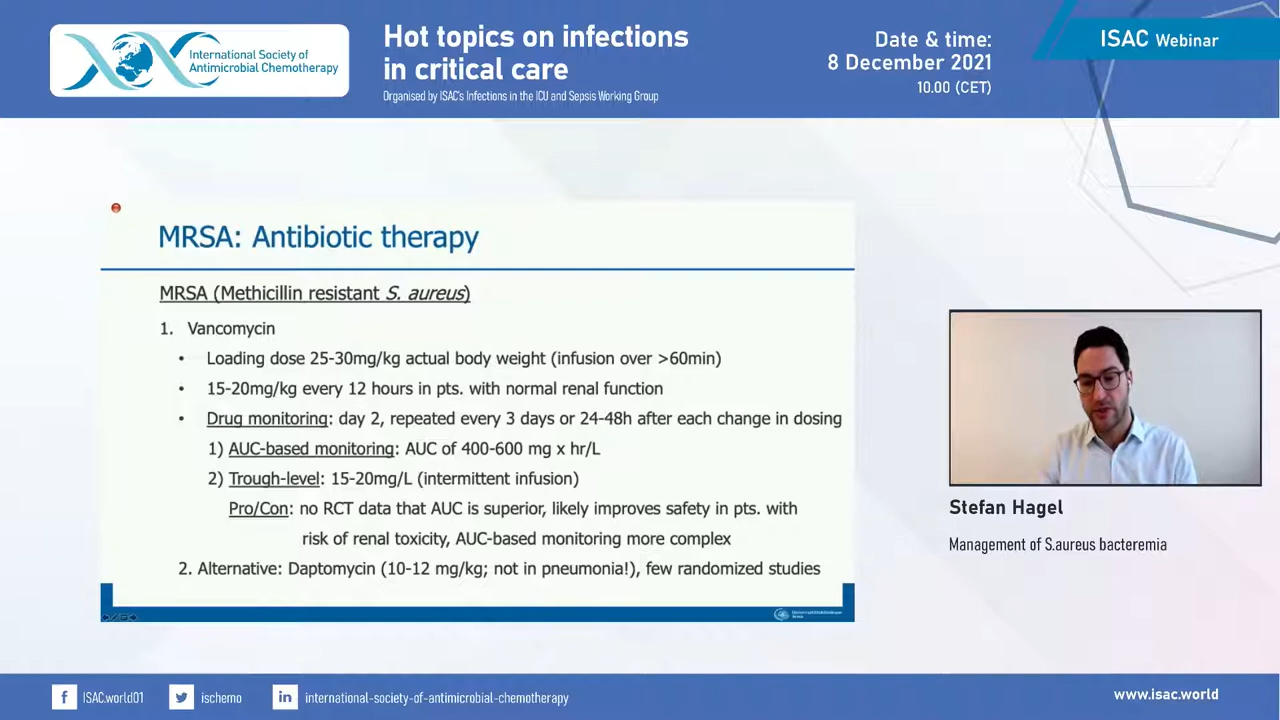 International Society of
Antimicrobial Chemotherapy
Hot topics on infections
in critical care
Organised by ISAC's Infections in the ICU and Sepsis Working Group
Date & time:
8 December 2021
10.00 (CET)
ISAC Webinar
MRSA: Antibiotic therapy
MRSA (Methicillin resistant S. aureus)
1. Vancomycin
• Loading dose 25-30mg/kg actual body weight (infusion over >60min)
• 15-20mg/kg every 12 hours in pts. with normal renal function
• Drug monitoring: day 2, repeated every 3 days or 24-48h after each change in dosing
1) AUC-based monitoring: AUC of 400-600 mg x hr/L
2) Trough-level: 15-20mg/L (intermittent infusion)
Pro/Con: no RCT data that AUC is superior, likely improves safety in pts. with
risk of renal toxicity, AUC-based monitoring more complex
2. Alternative: Daptomycin (10-12 mg/kg; not in pneumonia!), few randomized studies
Stefan Hagel
Management of S.aureus bacteremia
ISAC.world01
ischemo
international-society-of-antimicrobial-chemotherapy
www.isac.world